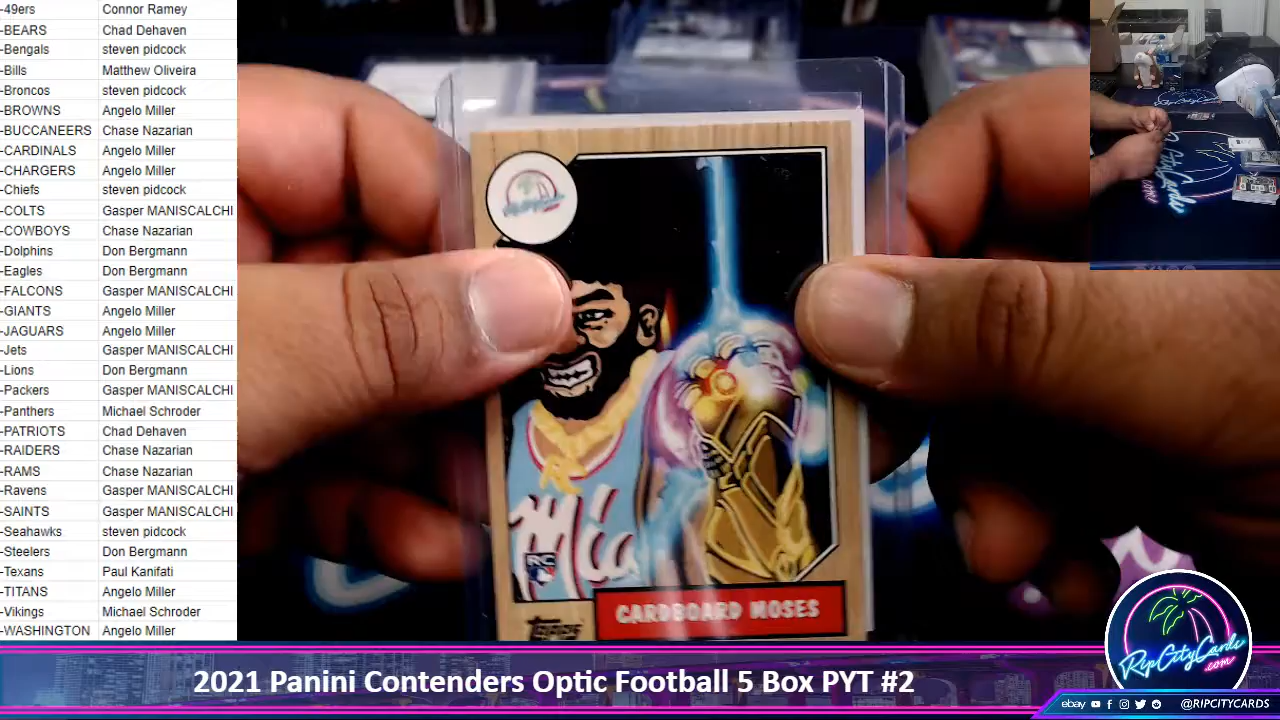 -49ers Connor Ramey
-BEARS Chad Dehaven
-Bengals steven pidcock
-Bills Matthew Oliveira
-Broncos steven pidcock
-BROWNS Angelo Miller
-BUCCANEERS Chase Nazarian
-CARDINALS Angelo Miller
-CHARGERS Angelo Miller
-Chiefs steven pidcock
-COLTS Gasper MANISCALCHI
-COWBOYS Chase Nazarian
-Dolphins Don Bergmann
-Eagles Don Bergmann
-FALCONS Gasper MANISCALCHI
-GIANTS Angelo Miller
-JAGUARS Angelo Miller
-Jets Gasper MANISCALCHI
-Lions Don Bergmann
-Packers Gasper MANISCALCHI
-Panthers Michael Schroder
-PATRIOTS Chad Dehaven
-RAIDERS Chase Nazarian
-RAMS Chase Nazarian
-Ravens Gasper MANISCALCHI
-SAINTS Gasper MANISCALCHI
-Seahawks steven pidcock
-Steelers Don Bergmann
-Texans Paul Kanifati
-TITANS Angelo Miller
-Vikings Michael Schroder
-WASHINGTON Angelo Miller
Mia
RC
Topps
CARDBOARD MOSES
2021 Panini Contenders Optic Football 5 Box PYT #2
RipCityCards
.com
ebay @RIPCITYCARDS